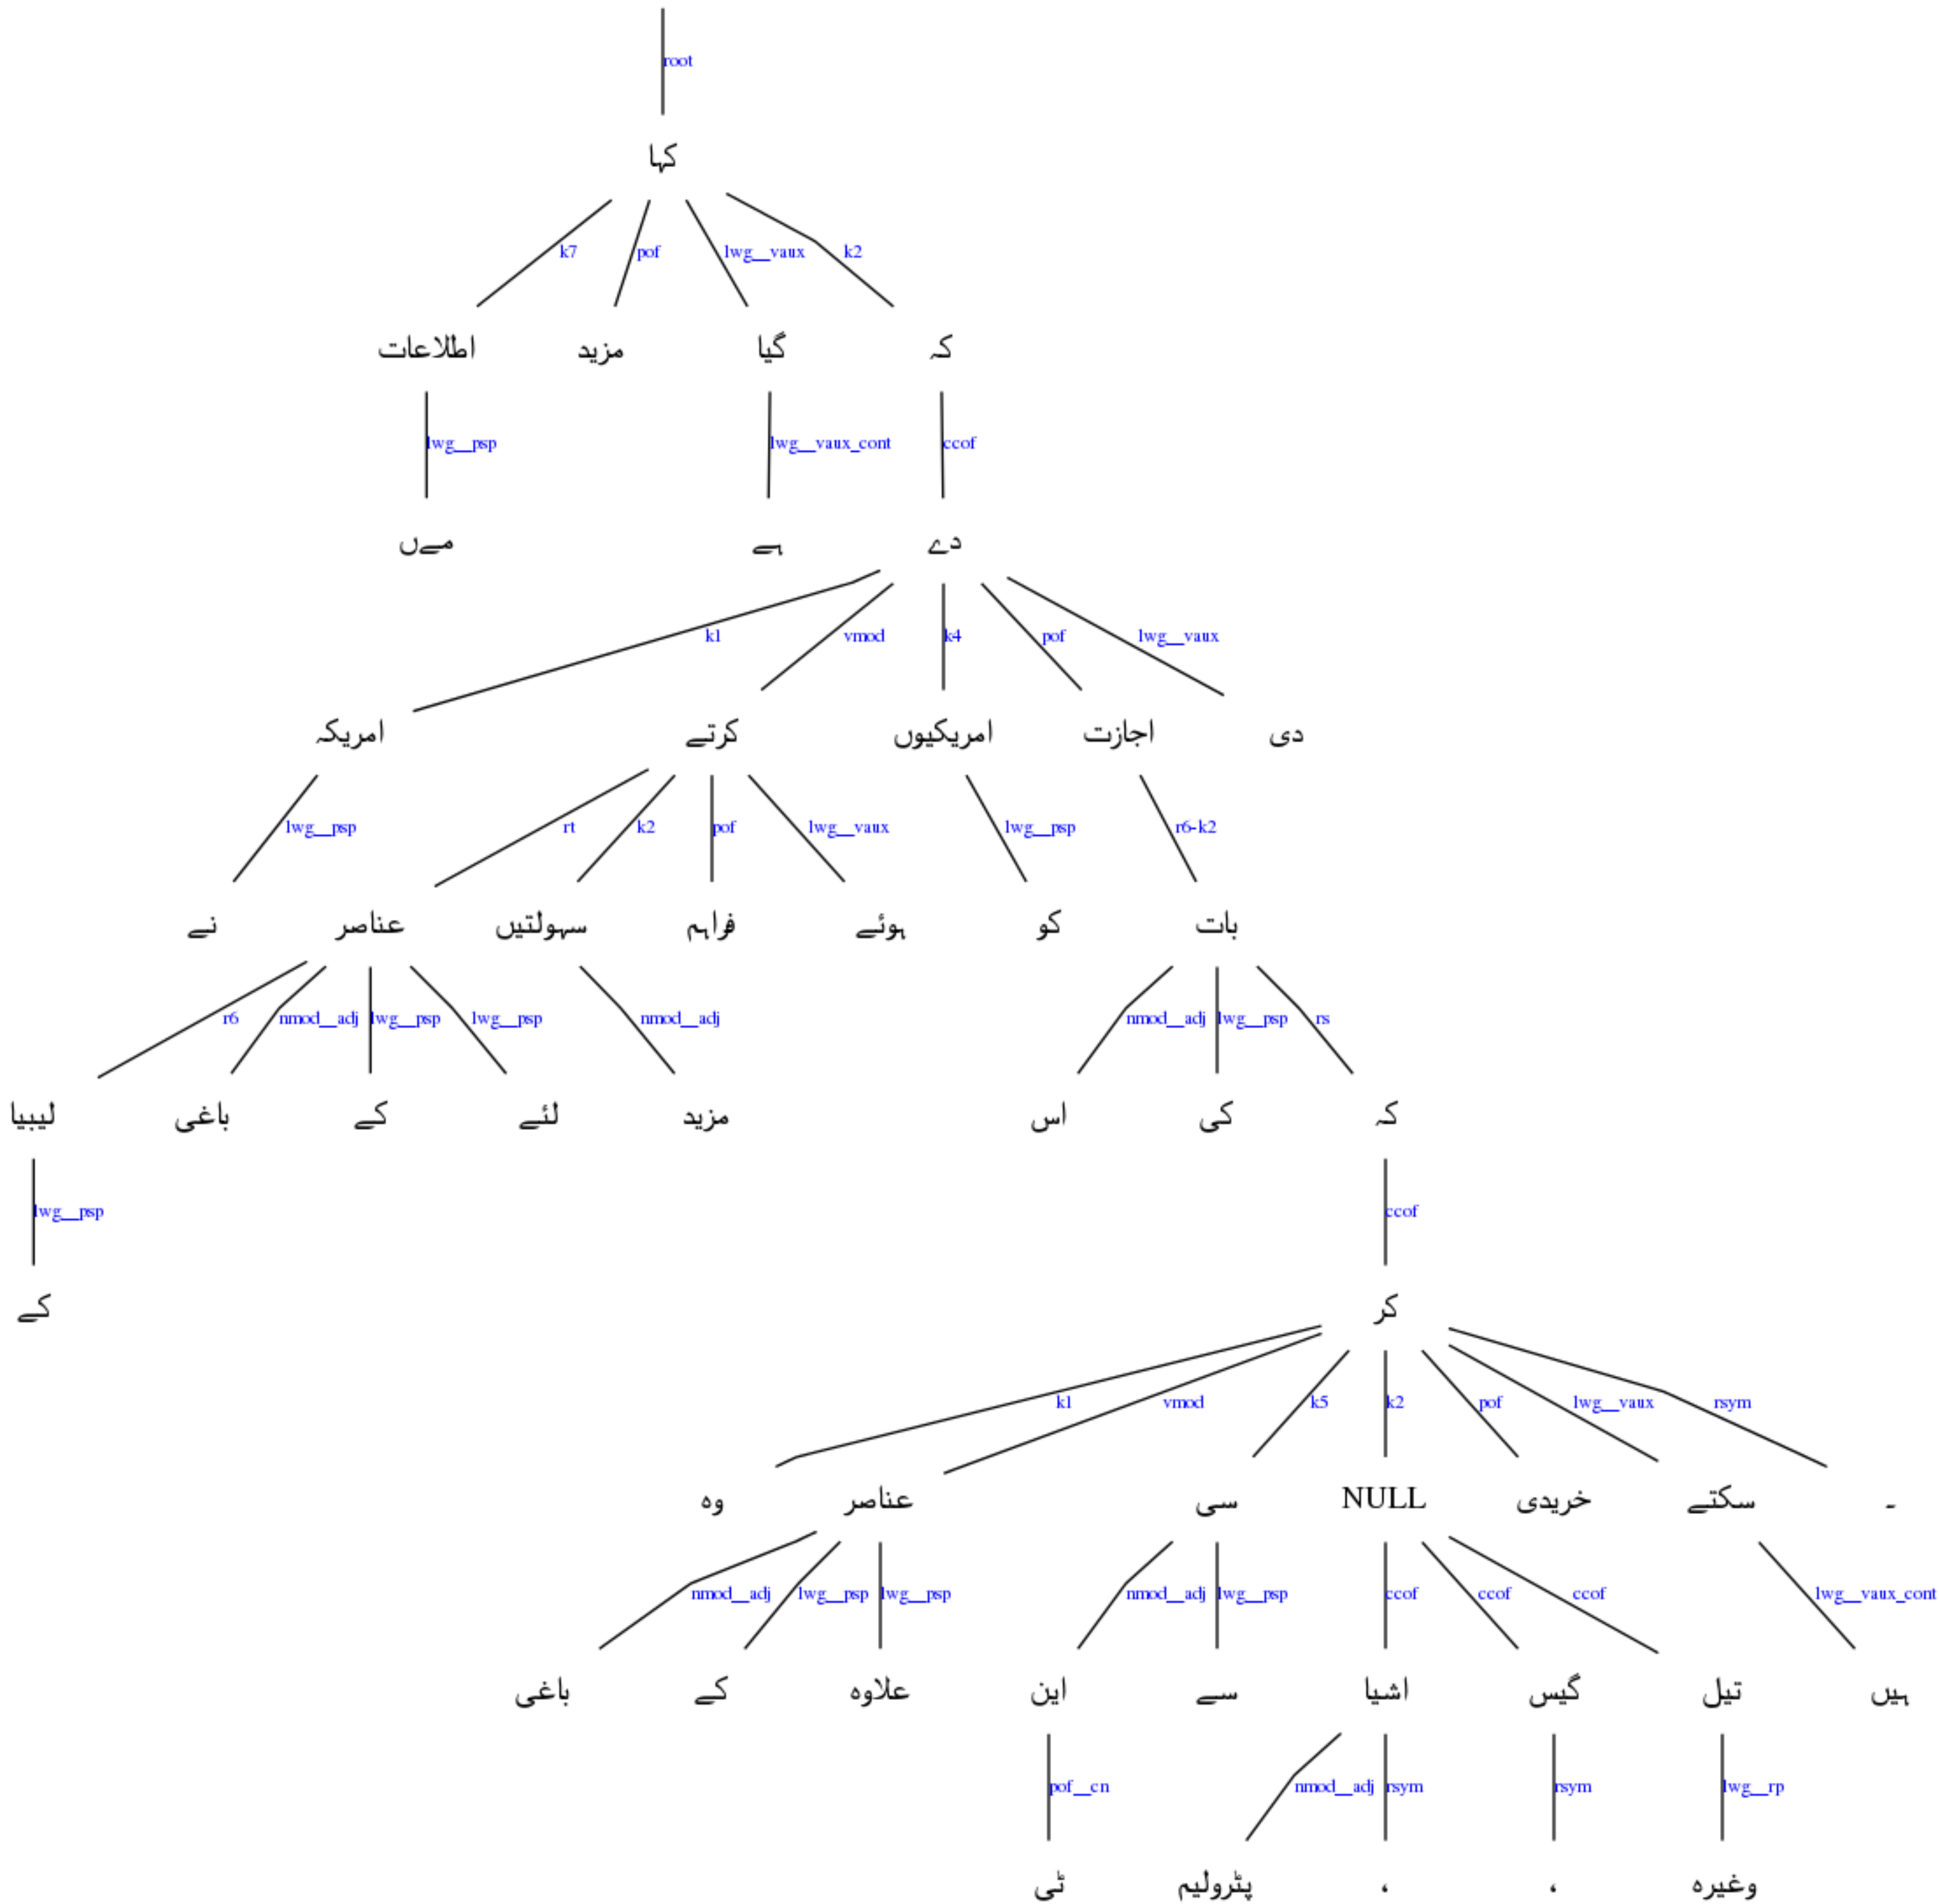 root
کہا
k7 pof lwg__vaux k2
اطلاعات مزید گیا کہ
lwg__psp lwg__vaux_cont ccof
مےں ہے دے
k1 vmod k4 pof lwg__vaux
امریکہ کرتے امریکیوں اجازت دی
lwg__psp rt k2 pof lwg__vaux lwg__psp r6-k2
نے عناصر سہولتیں فراہم ہوئے کو بات
r6 nmod__adj lwg__psp lwg__psp nmod__adj nmod__adj lwg__psp rs
لیبیا باغی کے لئے مزید اس کی کہ
lwg__psp ccof
کے کر
k1 vmod k5 k2 pof lwg__vaux rsym
وہ عناصر سی NULL خریدی سکتے ۔
nmod__adj lwg__psp lwg__psp nmod__adj lwg__psp ccof ccof ccof lwg__vaux_cont
باغی کے علاوہ این سے اشیا گیس تیل ہیں
pof__cn nmod__adj rsym rsym lwg__rp
ٹی پٹرولیم ، ، وغیرہ